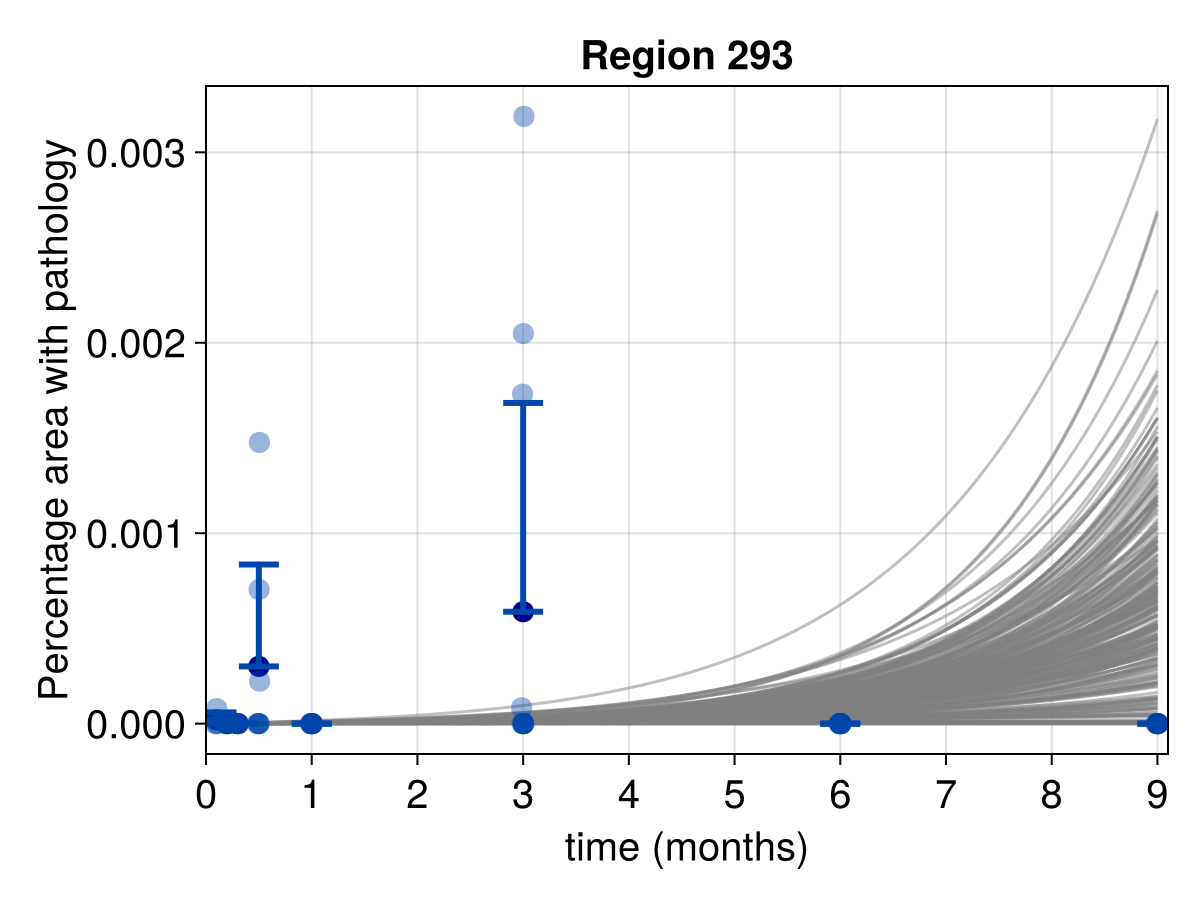 Region 293
Percentage area with pathology
0.003
0.002
0.001
0.000
0 1 2 3 4 5 6 7 8 9
time (months)